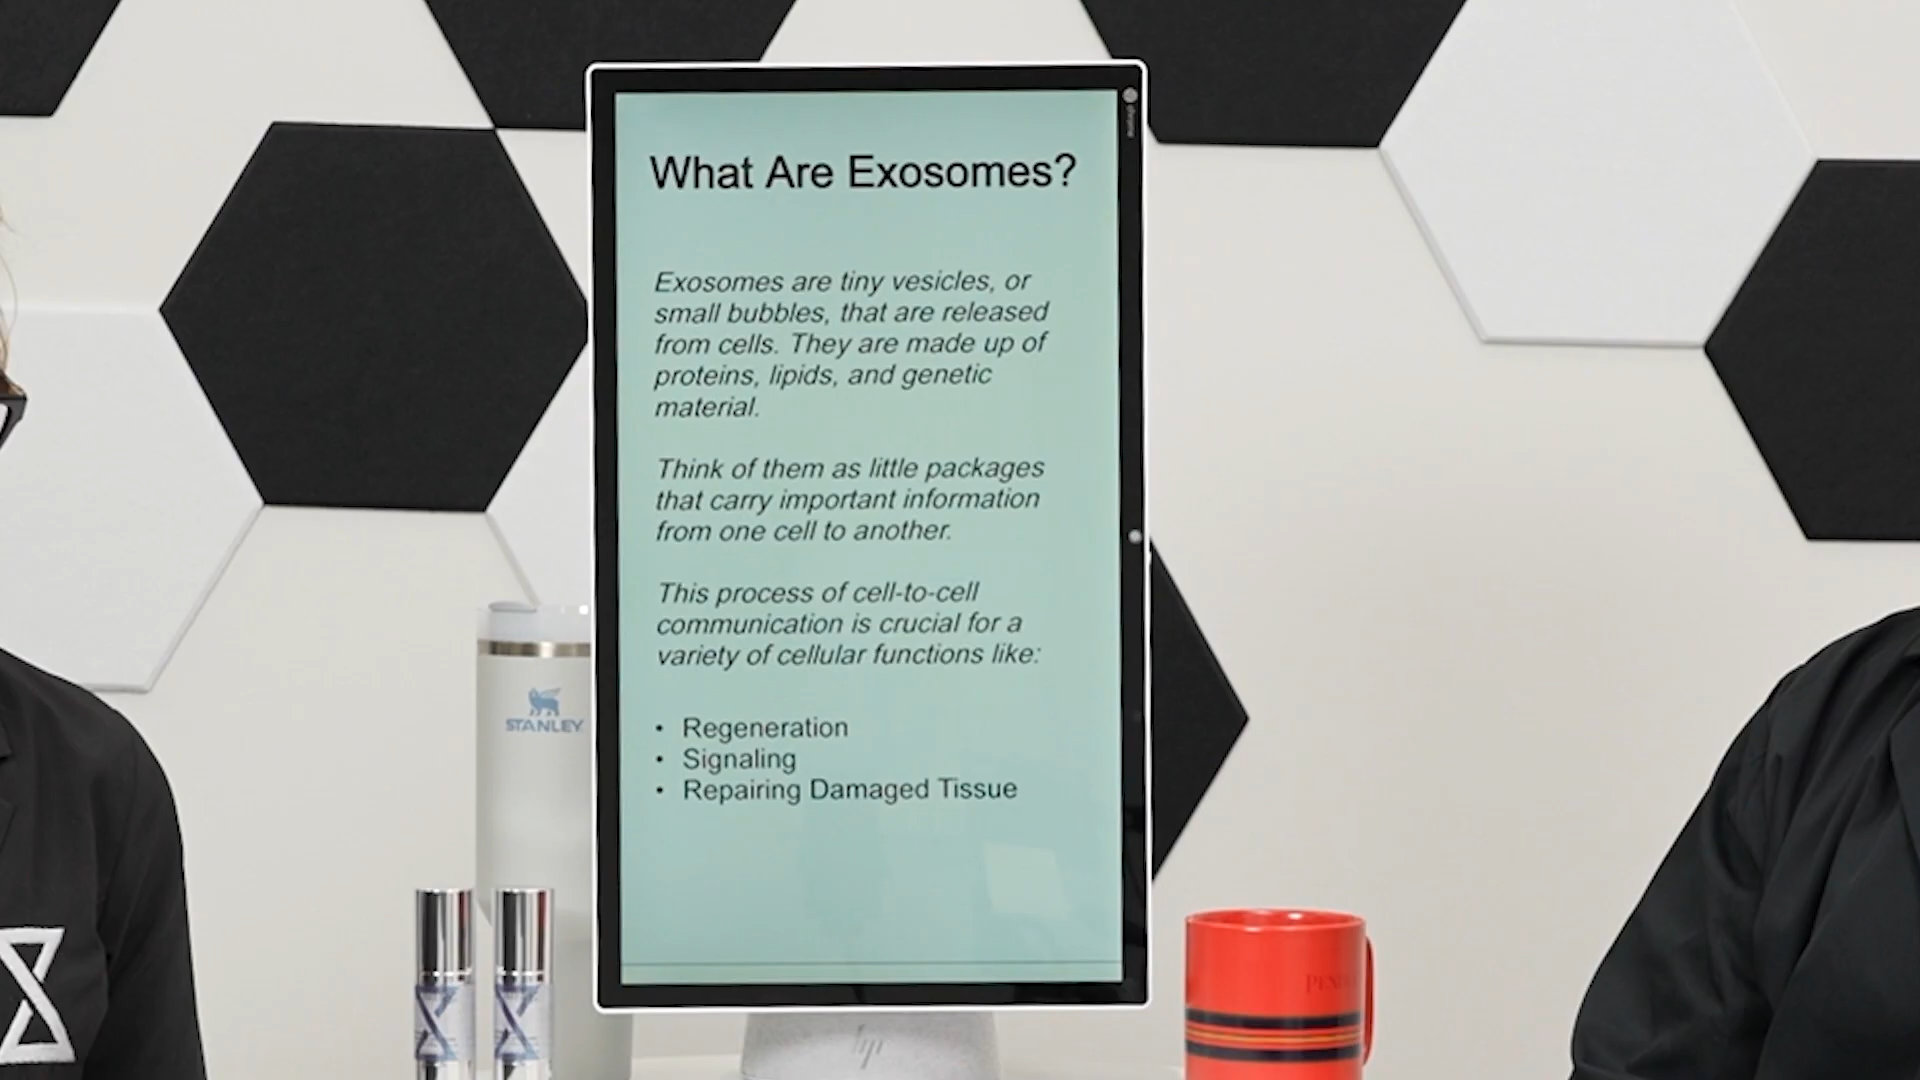 What Are Exosomes?
Exosomes are tiny vesicles, or
small bubbles, that are released
from cells. They are made up of
proteins, lipids, and genetic
material.
Think of them as little packages
that carry important information
from one cell to another.
This process of cell-to-cell
communication is crucial for a
variety of cellular functions like:
• Regeneration
• Signaling
• Repairing Damaged Tissue
STANLEY
hp